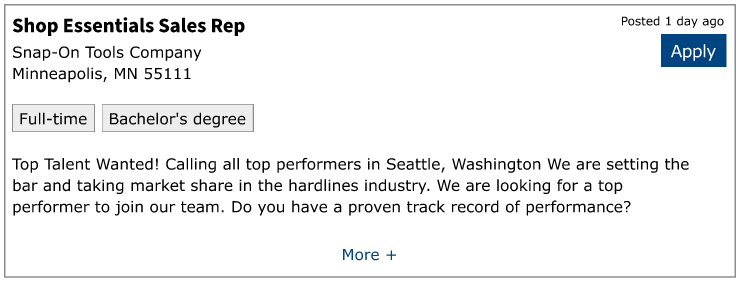 Shop Essentials Sales Rep
Posted 1 day ago
Snap-On Tools Company
Apply
Minneapolis, MN 55111
Full-time
Bachelor's degree
Top Talent Wanted! Calling all top performers in Seattle, Washington We are setting the
bar and taking market share in the hardlines industry. We are looking for a top
performer to join our team. Do you have a proven track record of performance?
More +